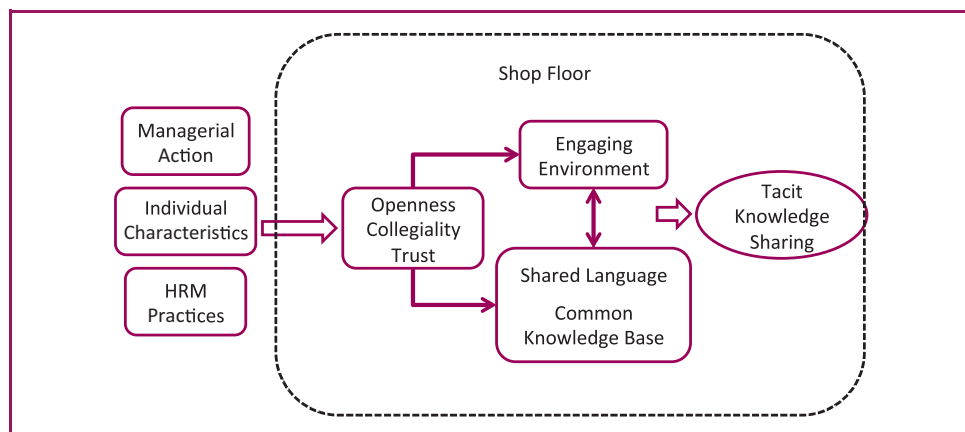 Shop Floor
Managerial
Action
Individual
Characteristics
HRM
Practices
Openness
Collegiality
Trust
Engaging
Environment
Shared Language
Common
Knowledge Base
Tacit
Knowledge
Sharing